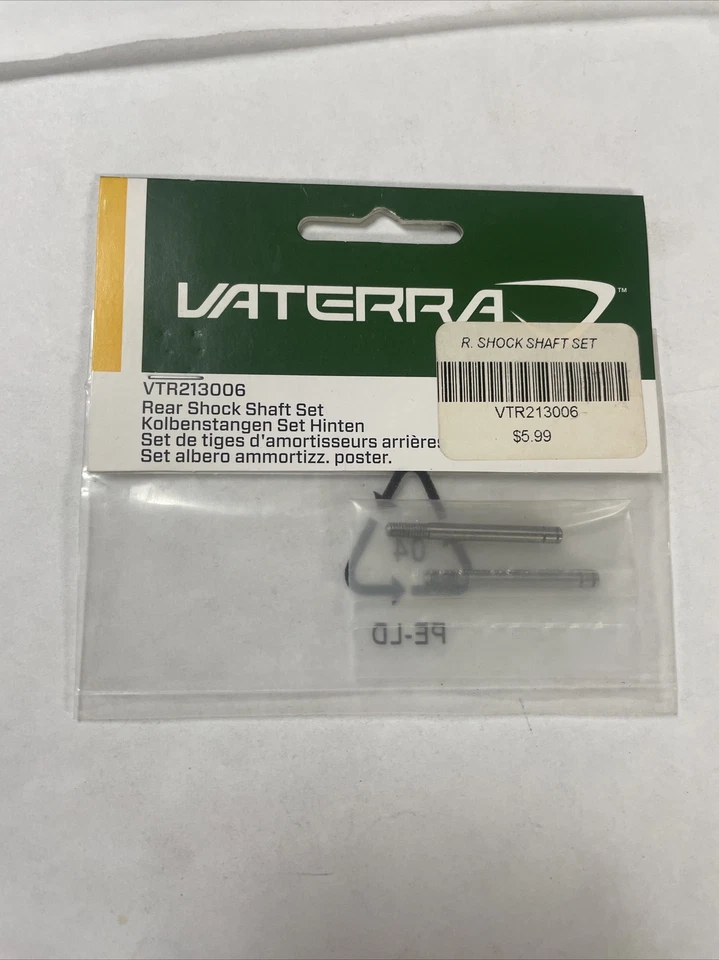 VATERRA™
R. SHOCK SHAFT SET
VTR213006
$5.99
VTR213006
Rear Shock Shaft Set
Kolbenstangen Set Hinten
Set de tiges d'amortisseurs arrières
Set albero ammortizz. poster.
04
PE-LD